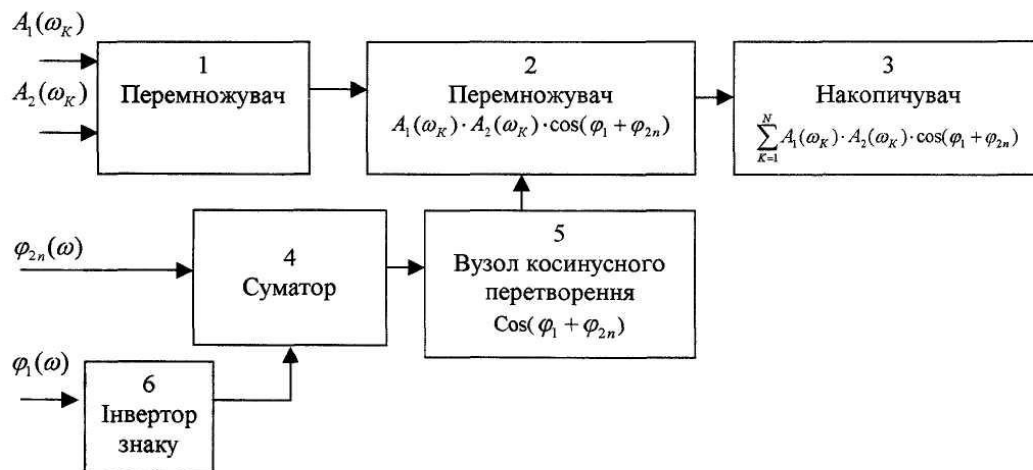 A₁(ω_K)
A₂(ω_K)
1
Перемножувач
2
Перемножувач
A₁(ω_K)·A₂(ω_K)·cos(φ₁+φ₂ₙ)
3
Накопичувач
∑_{K=1}^{N} A₁(ω_K)·A₂(ω_K)·cos(φ₁+φ₂ₙ)
φ₂ₙ(ω)
4
Суматор
5
Вузол косинусного
перетворення
Cos(φ₁+φ₂ₙ)
φ₁(ω)
6
Інвертор
знаку